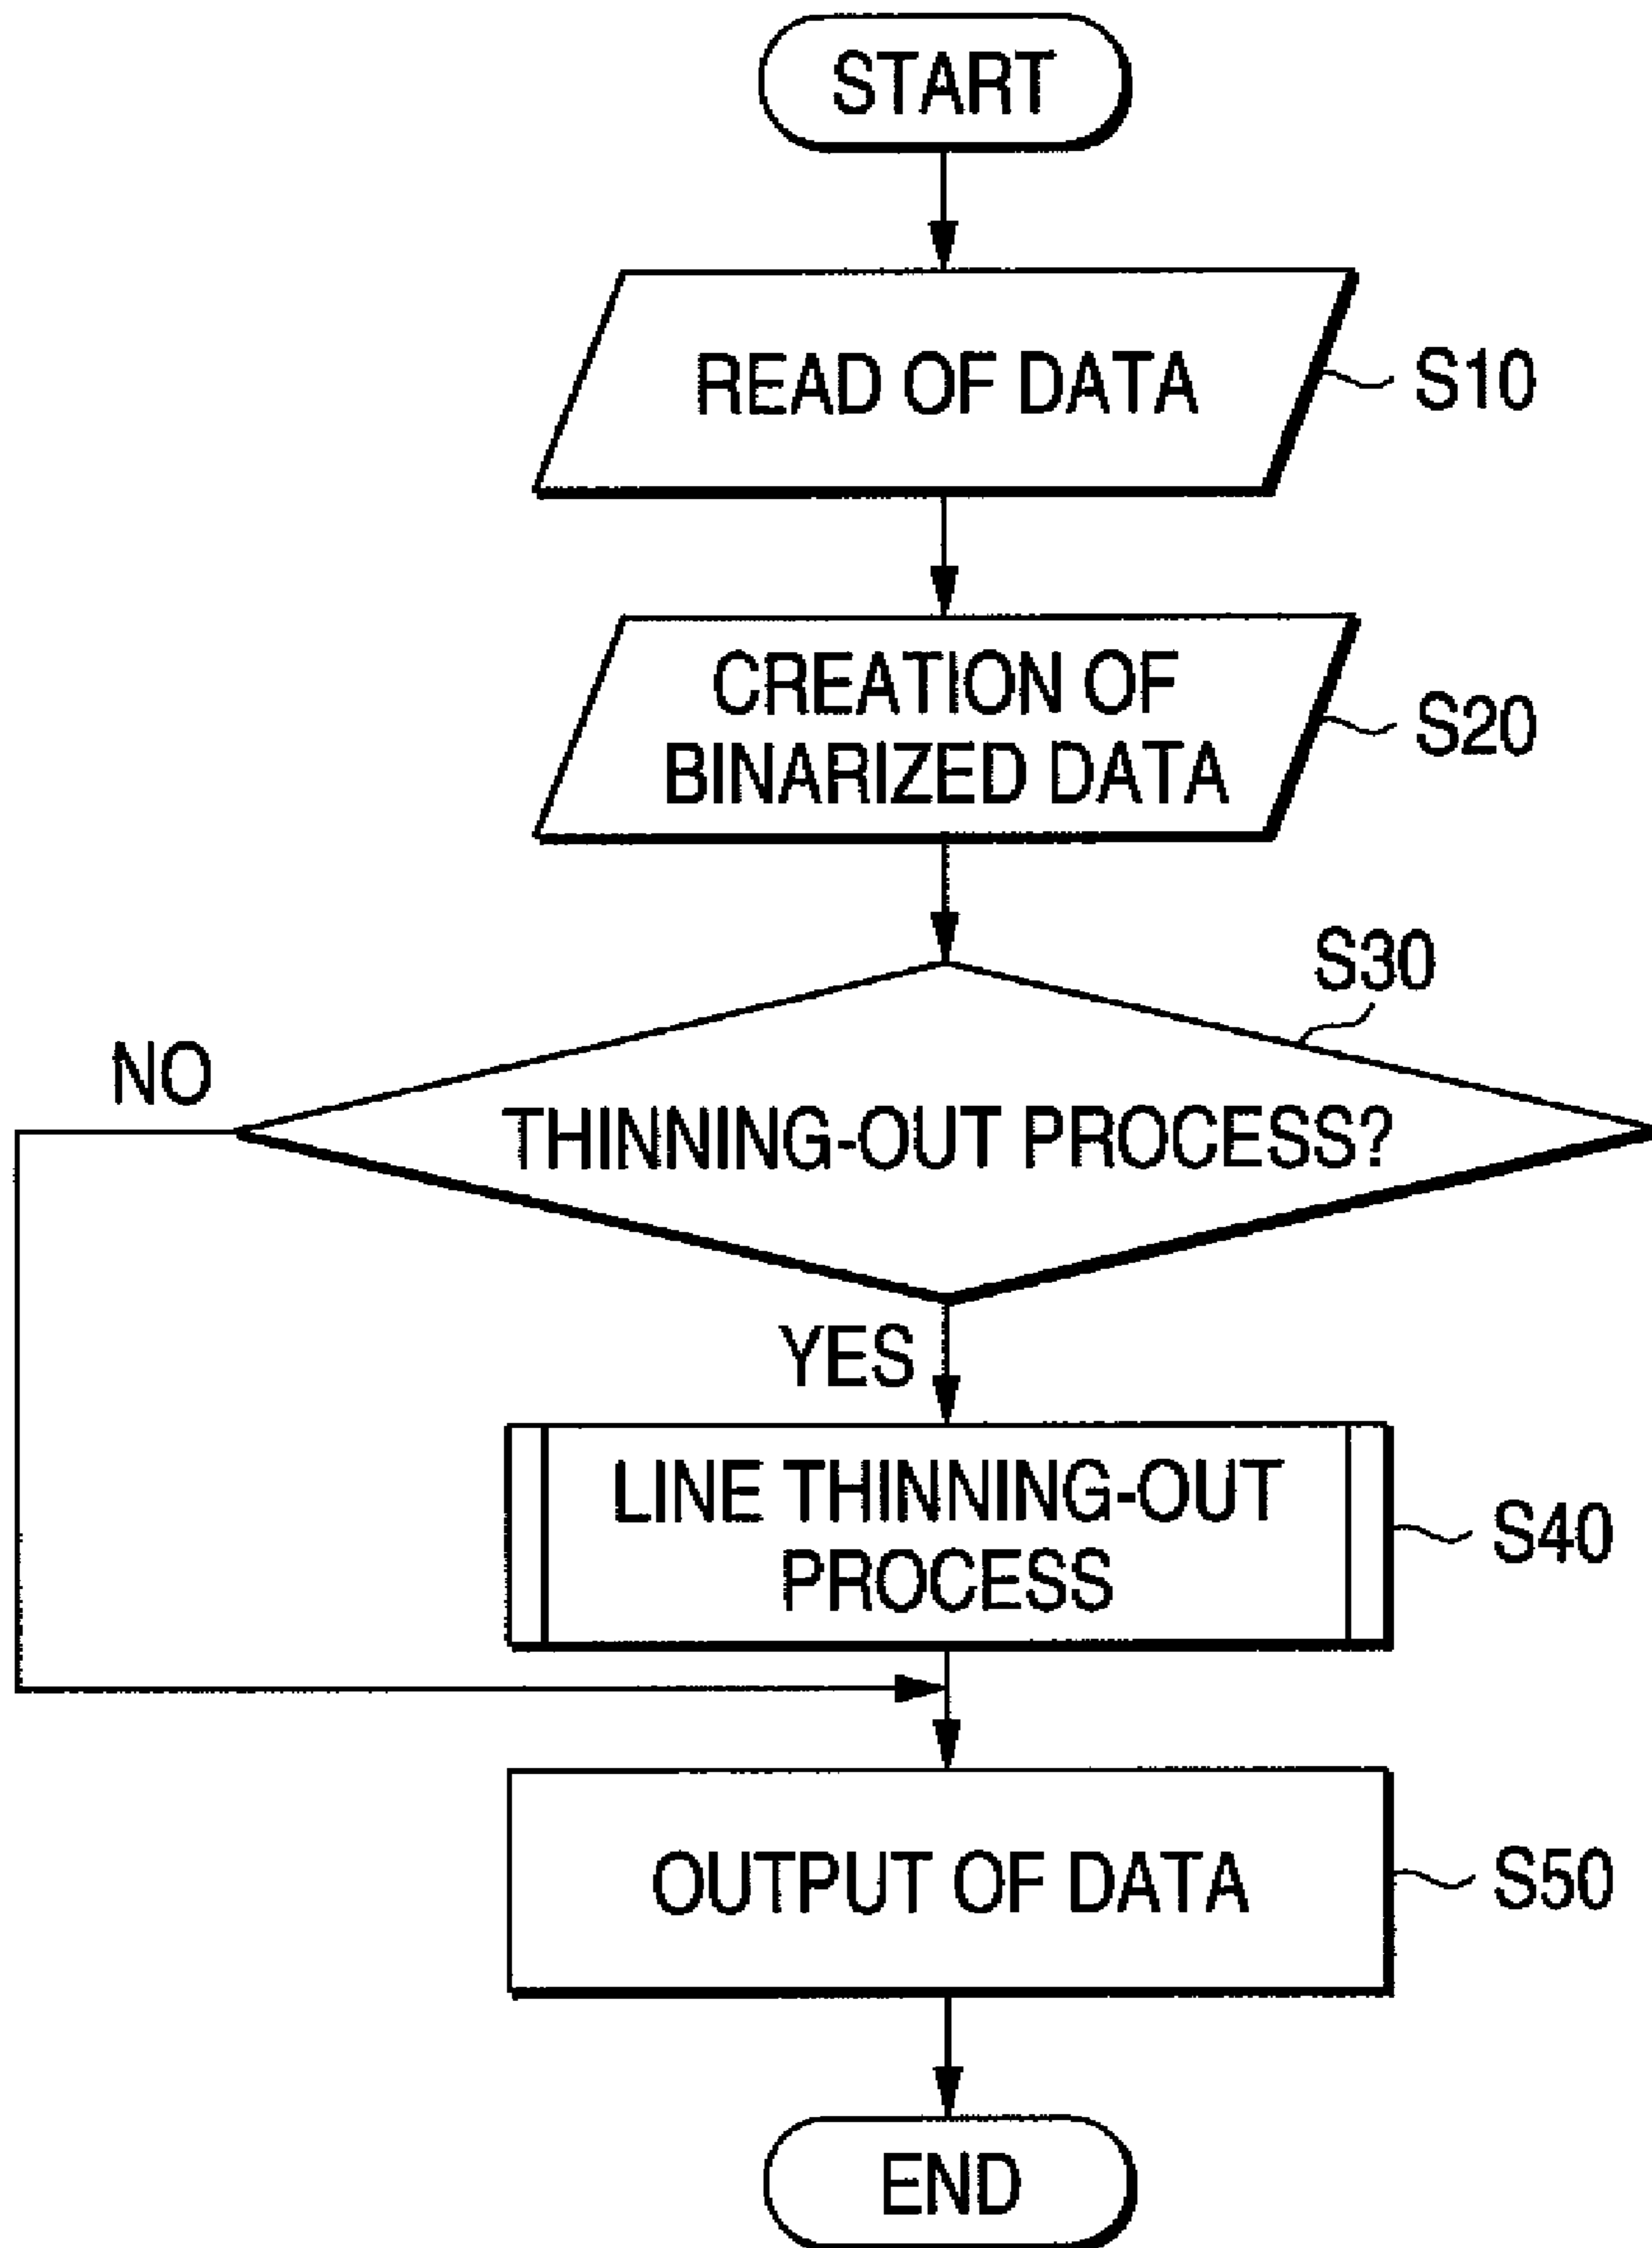 START
READ OF DATA
S10
CREATION OF
BINARIZED DATA
S20
S30
NO
THINNING-OUT PROCESS?
YES
LINE THINNING-OUT
PROCESS
S40
OUTPUT OF DATA
S50
END